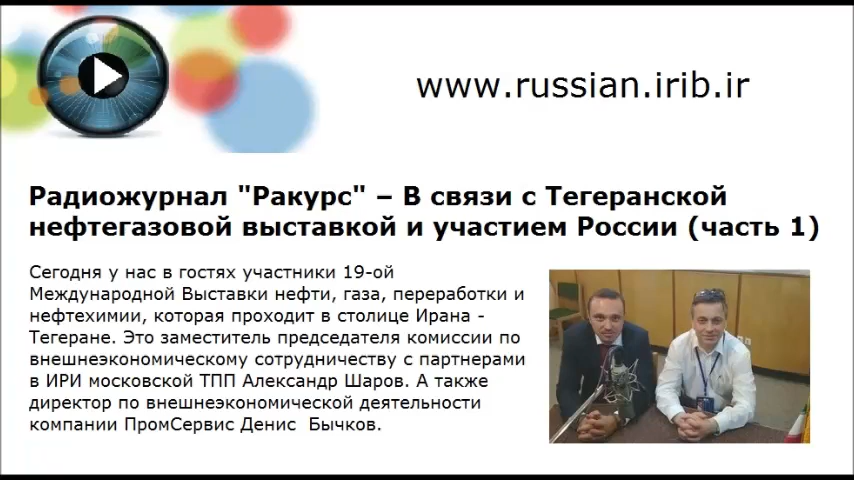 www.russian.irib.ir
Радиожурнал "Ракурс" – В связи с Тегеранской
нефтегазовой выставкой и участием России (часть 1)
Сегодня у нас в гостях участники 19-ой
Международной Выставки нефти, газа, переработки и
нефтехимии, которая проходит в столице Ирана -
Тегеране. Это заместитель председателя комиссии по
внешнеэкономическому сотрудничеству с партнерами
в ИРИ московской ТПП Александр Шаров. А также
директор по внешнеэкономической деятельности
компании ПромСервис Денис  Бычков.